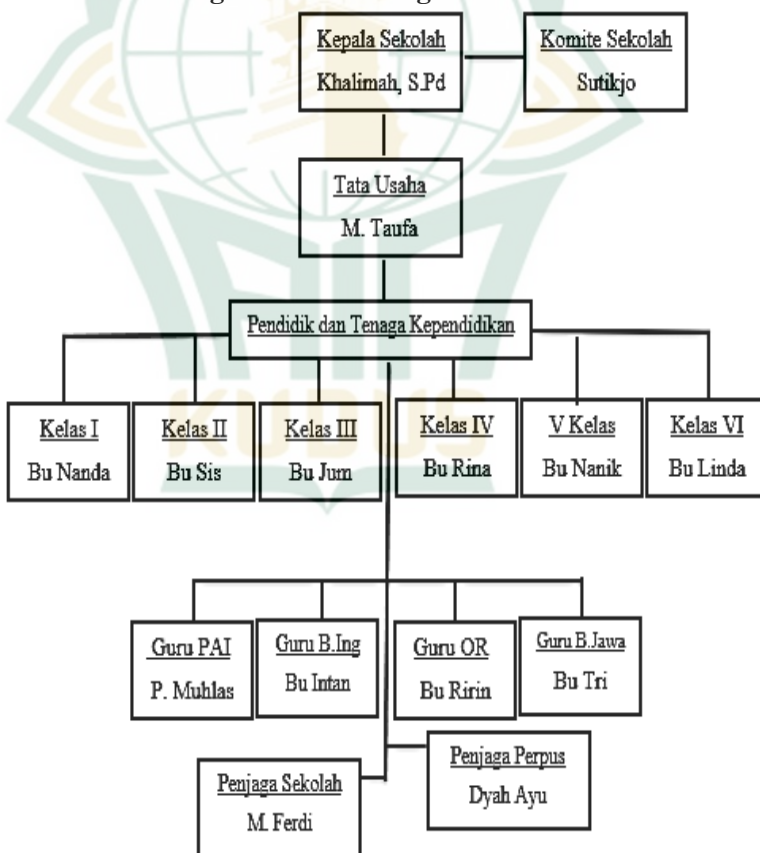 Kepala Sekolah
Khalimah, S.Pd
Komite Sekolah
Sutikjo
Tata Usaha
M. Taufa
Pendidik dan Tenaga Kependidikan
Kelas I
Bu Nanda
Kelas II
Bu Sis
Kelas III
Bu Jum
Kelas IV
Bu Rina
V Kelas
Bu Nanik
Kelas VI
Bu Linda
KUDUS
Guru PAI
P. Muhlas
Guru B.Ing
Bu Intan
Guru OR
Bu Ririn
Guru B.Jawa
Bu Tri
Penjaga Sekolah
M. Ferdi
Penjaga Perpus
Dyah Ayu